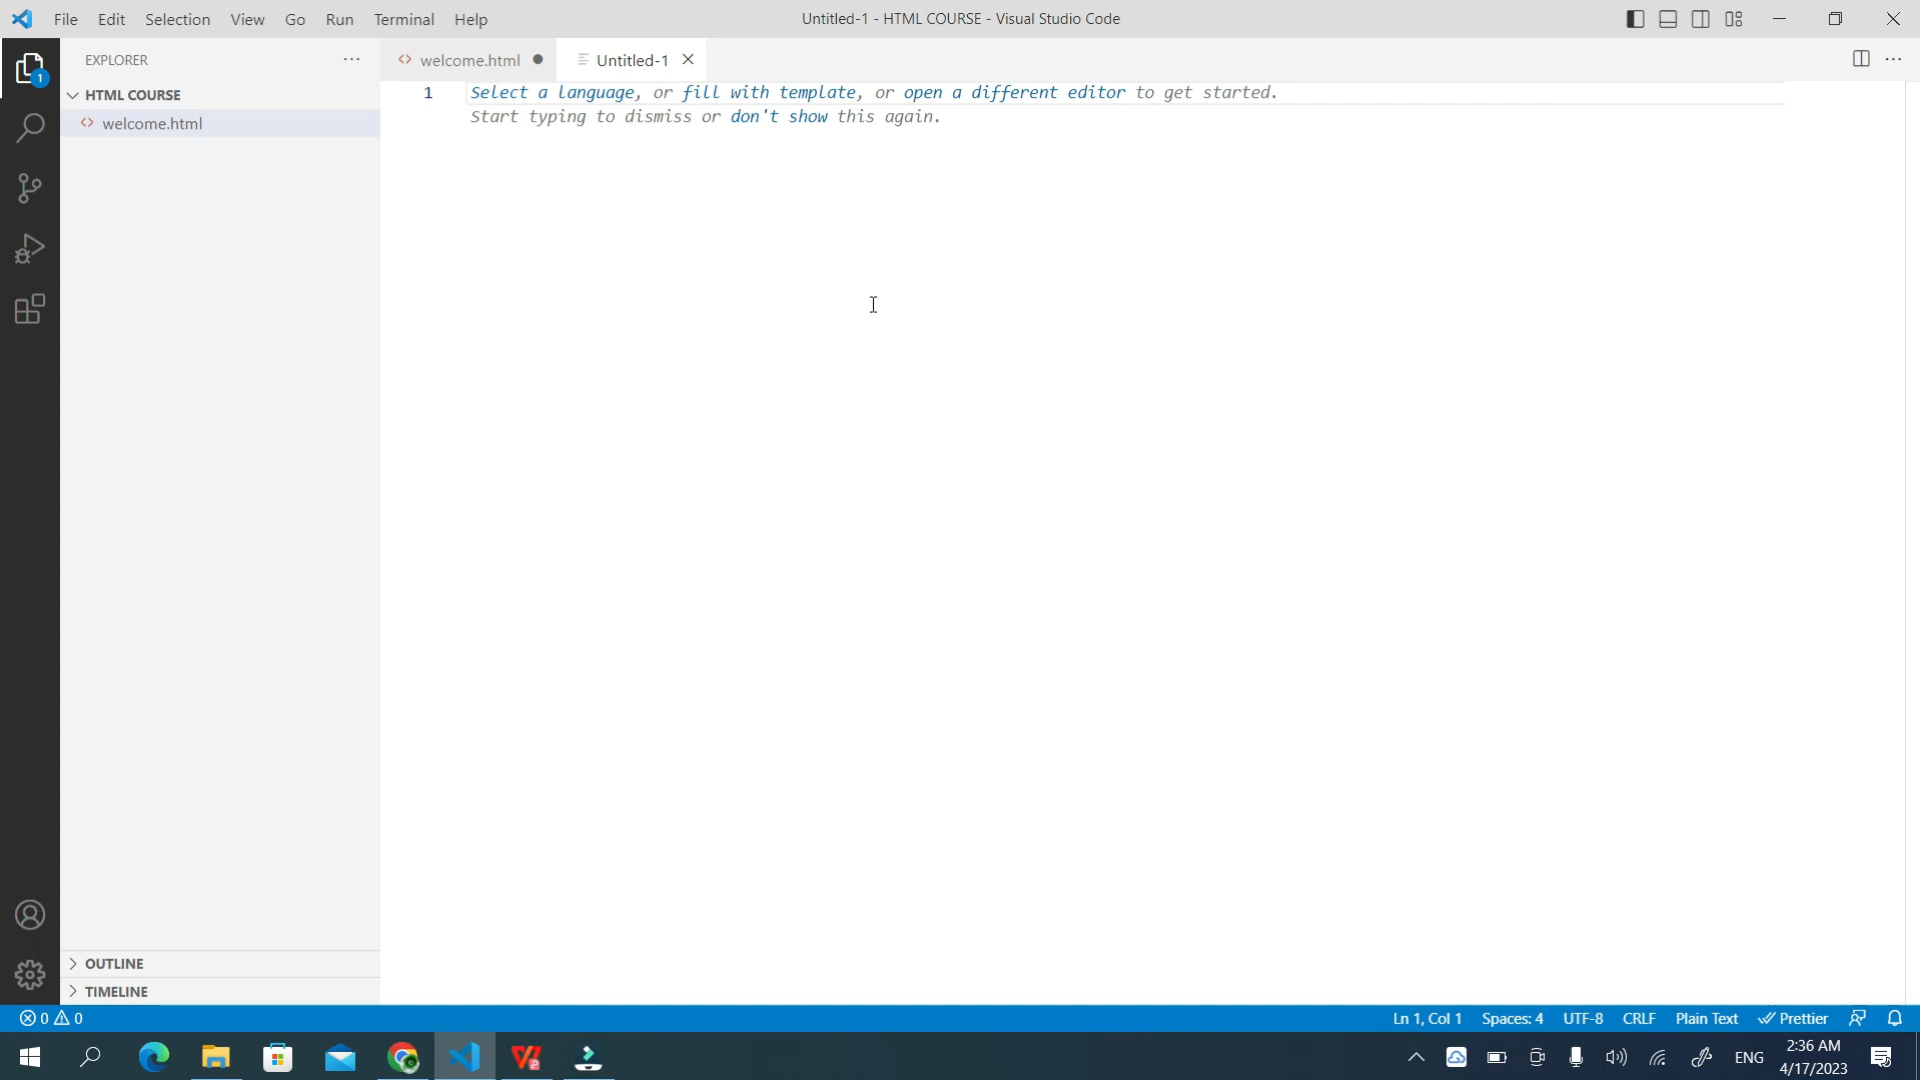 File Edit Selection View Go Run Terminal Help
Untitled-1 - HTML COURSE - Visual Studio Code
EXPLORER
welcome.html
Untitled-1
HTML COURSE
welcome.html
1
Select a language, or fill with template, or open a different editor to get started.
Start typing to dismiss or don't show this again.
1
OUTLINE
TIMELINE
0 0
Ln 1, Col 1 Spaces: 4 UTF-8 CRLF Plain Text Prettier
ENG
2:36 AM
4/17/2023